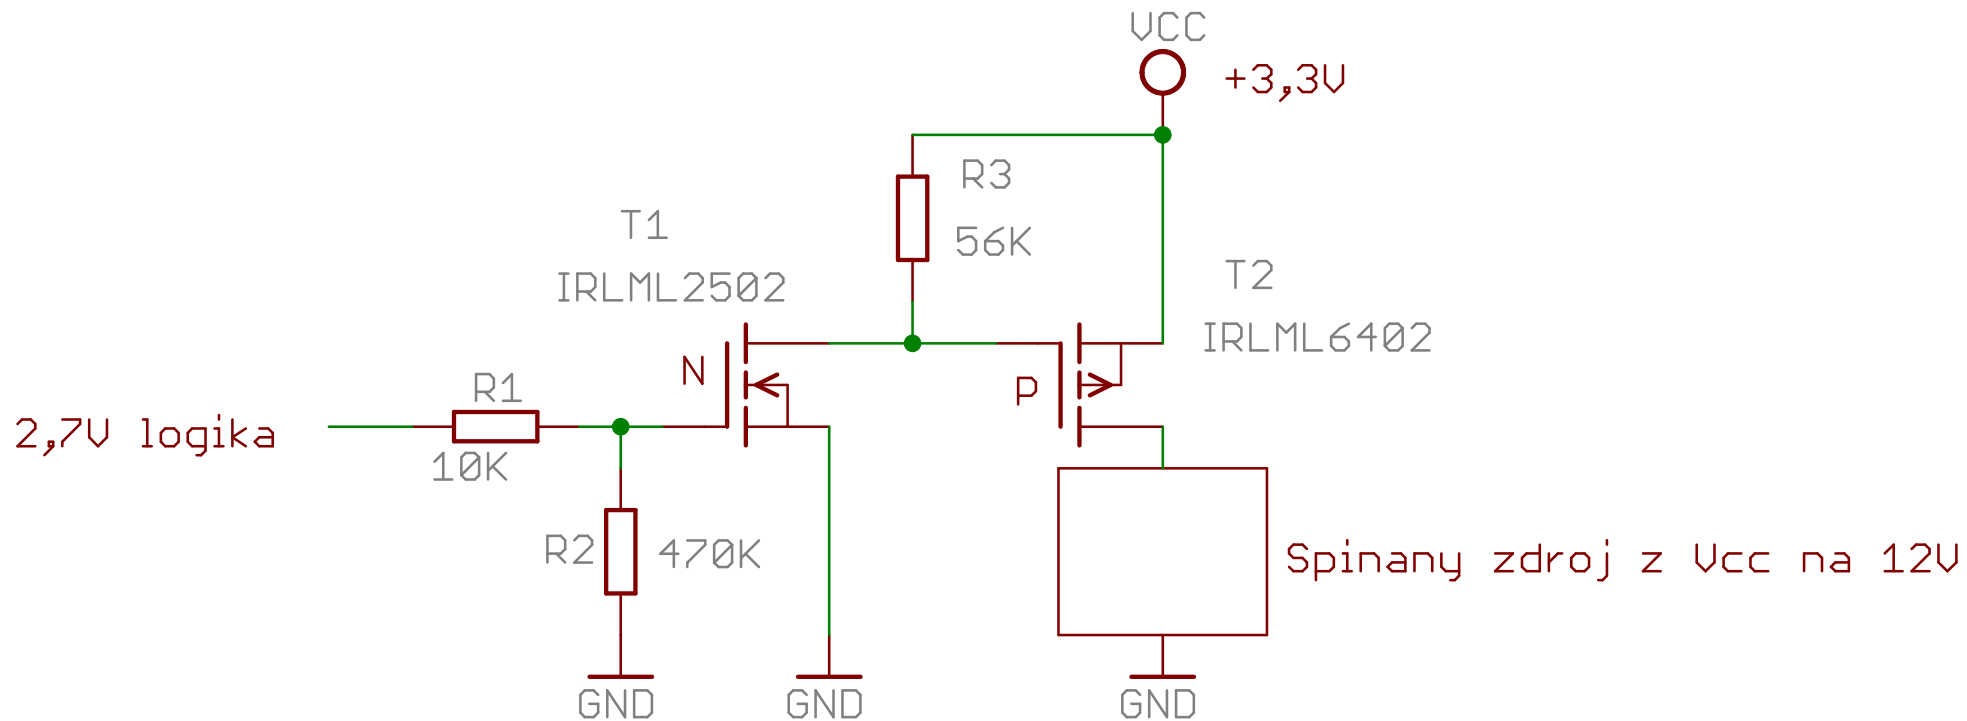 VCC
+3,3V
R3
56K
T1
IRLML2502
T2
IRLML6402
N
P
R1
10K
2,7V logika
R2
470K
Spinany zdroj z Vcc na 12V
GND
GND
GND